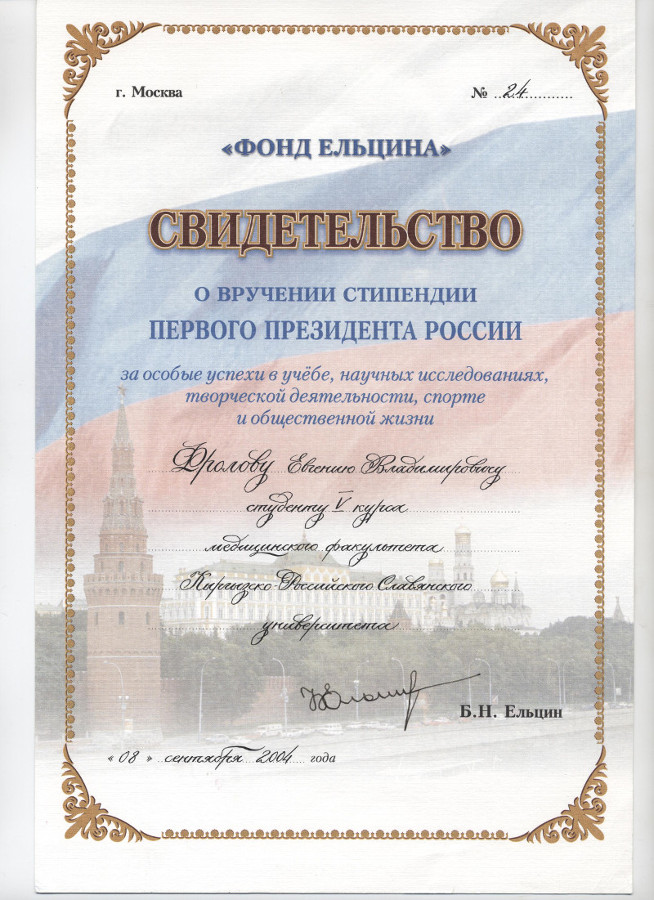 г. Москва
№ 24
«ФОНД ЕЛЬЦИНА»
СВИДЕТЕЛЬСТВО
О ВРУЧЕНИИ СТИПЕНДИИ
ПЕРВОГО ПРЕЗИДЕНТА РОССИИ
за особые успехи в учёбе, научных исследованиях,
творческой деятельности, спорте
и общественной жизни
Фролову Евгению Владимировичу
студенту V курса
медицинского факультета
Кыргызско-Российского Славянского
университета
Б.Н. Ельцин
« 08 » сентября 2004 года